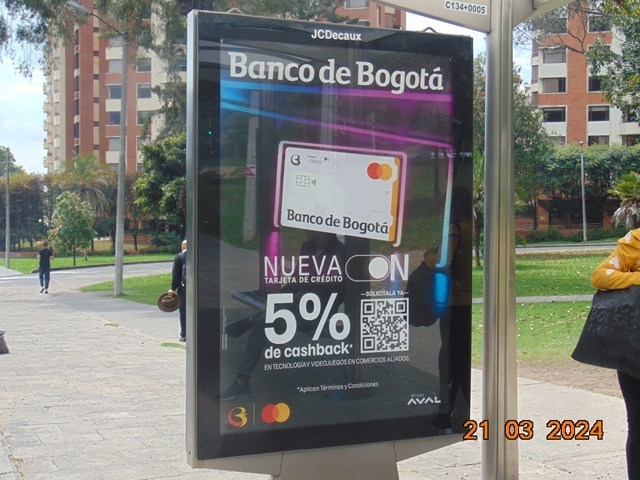 C134+0005
JCDecaux
Banco de Bogotá
Banco de Bogotá
NUEVA ON
TARJETA DE CRÉDITO
5%
de cashback*
SOLICÍTALA YA
EN TECNOLOGÍA Y VIDEOJUEGOS EN COMERCIOS ALIADOS.
*Aplican Términos y Condiciones
AVAL
21 03 2024